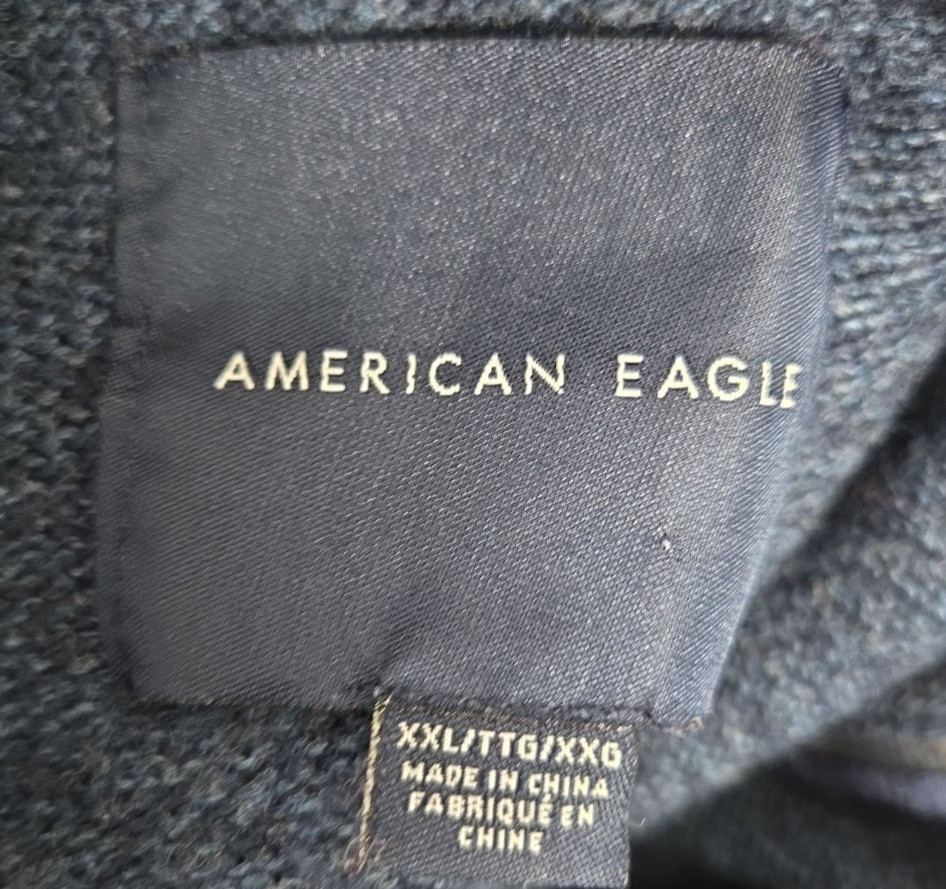 AMERICAN EAGLE
XXL/TTG/XXG
MADE IN CHINA
FABRIQUÉ EN
CHINE